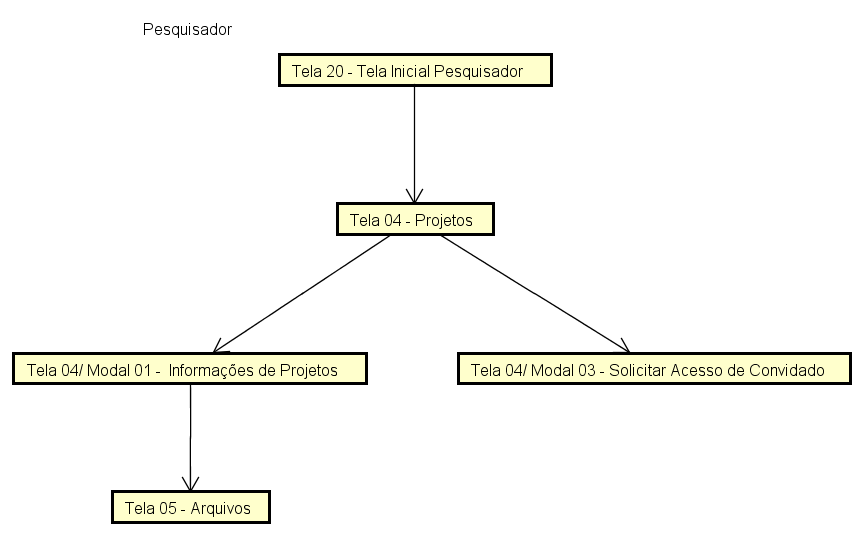 Pesquisador
Tela 20 - Tela Inicial Pesquisador
Tela 04 - Projetos
Tela 04/ Modal 01 - Informações de Projetos
Tela 04/ Modal 03 - Solicitar Acesso de Convidado
Tela 05 - Arquivos